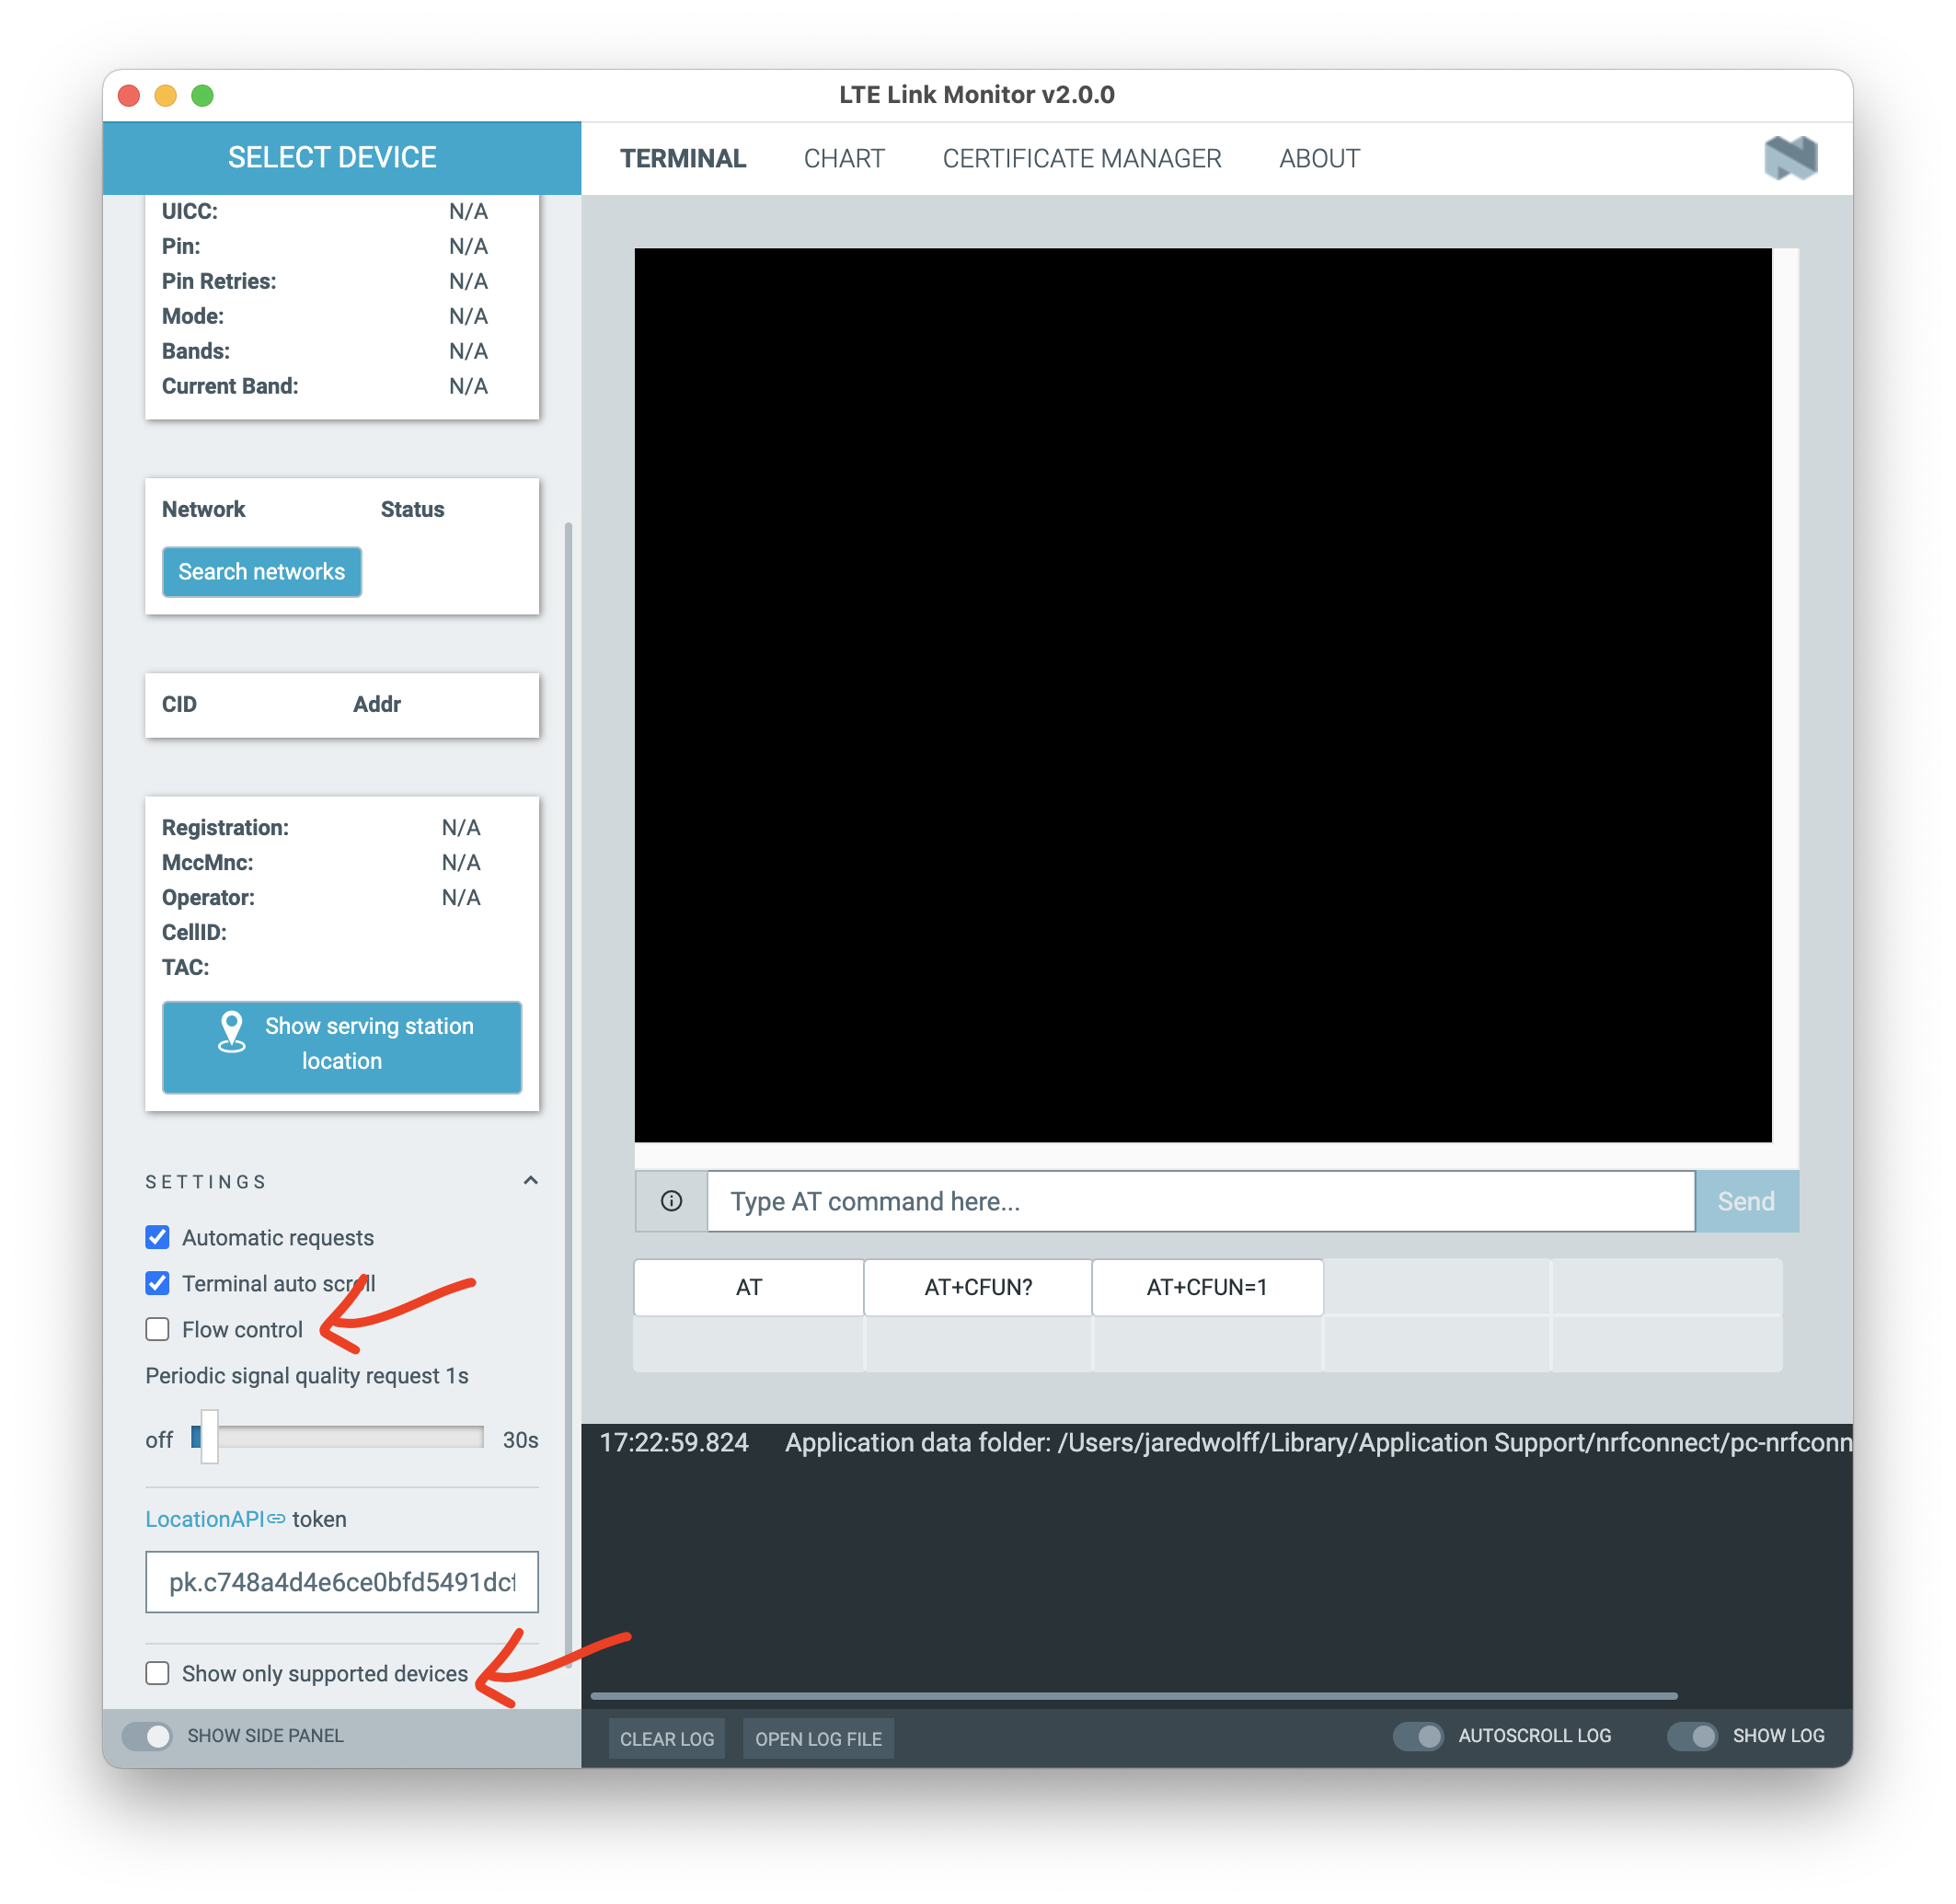 LTE Link Monitor v2.0.0
SELECT DEVICE
TERMINAL
CHART
CERTIFICATE MANAGER
ABOUT
UICC: N/A
Pin: N/A
Pin Retries: N/A
Mode: N/A
Bands: N/A
Current Band: N/A
Network Status
Search networks
CID Addr
Registration: N/A
MccMnc: N/A
Operator: N/A
CellID:
TAC:
Show serving station
location
SETTINGS
Automatic requests
Terminal auto scroll
Flow control
Periodic signal quality request 1s
off 30s
LocationAPI token
pk.c748a4d4e6ce0bfd5491dc
Show only supported devices
SHOW SIDE PANEL
Type AT command here...
Send
AT
AT+CFUN?
AT+CFUN=1
17:22:59.824 Application data folder: /Users/jaredwolff/Library/Application Support/nrfconnect/pc-nrfconn
CLEAR LOG
OPEN LOG FILE
AUTOSCROLL LOG
SHOW LOG